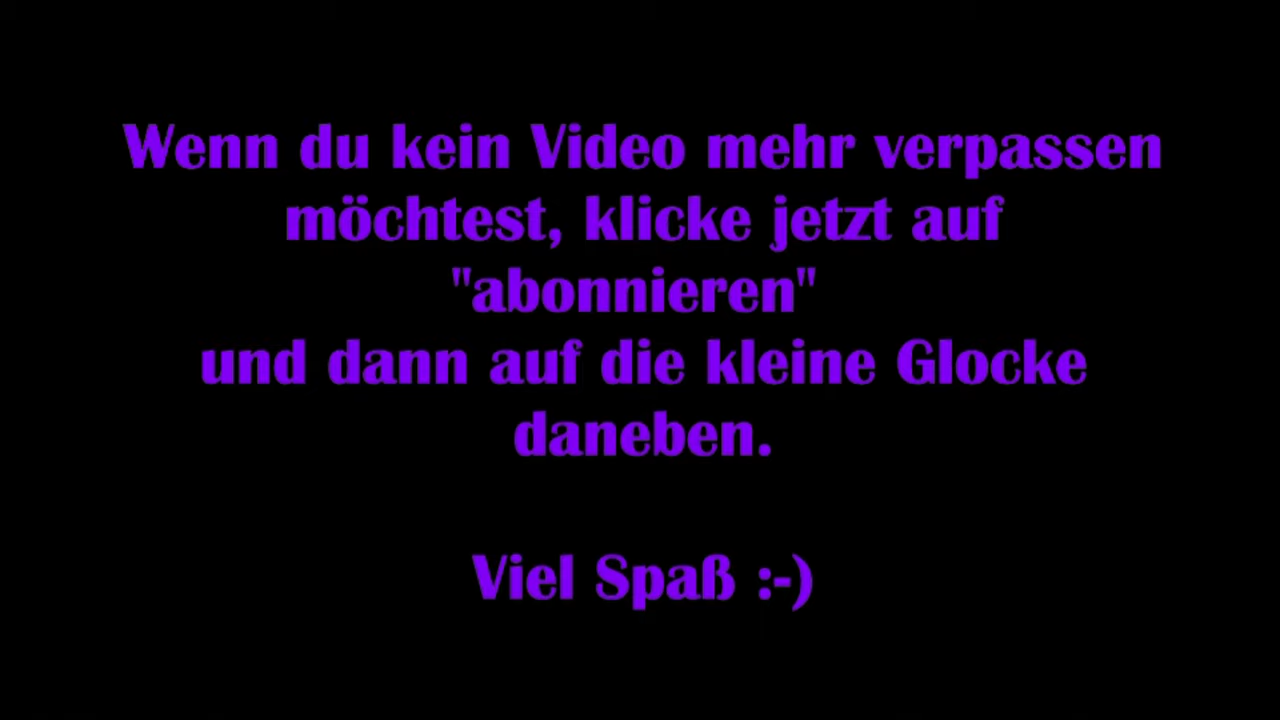 Wenn du kein Video mehr verpassen
möchtest, klicke jetzt auf
"abonnieren"
und dann auf die kleine Glocke
daneben.
Viel Spaß :-)